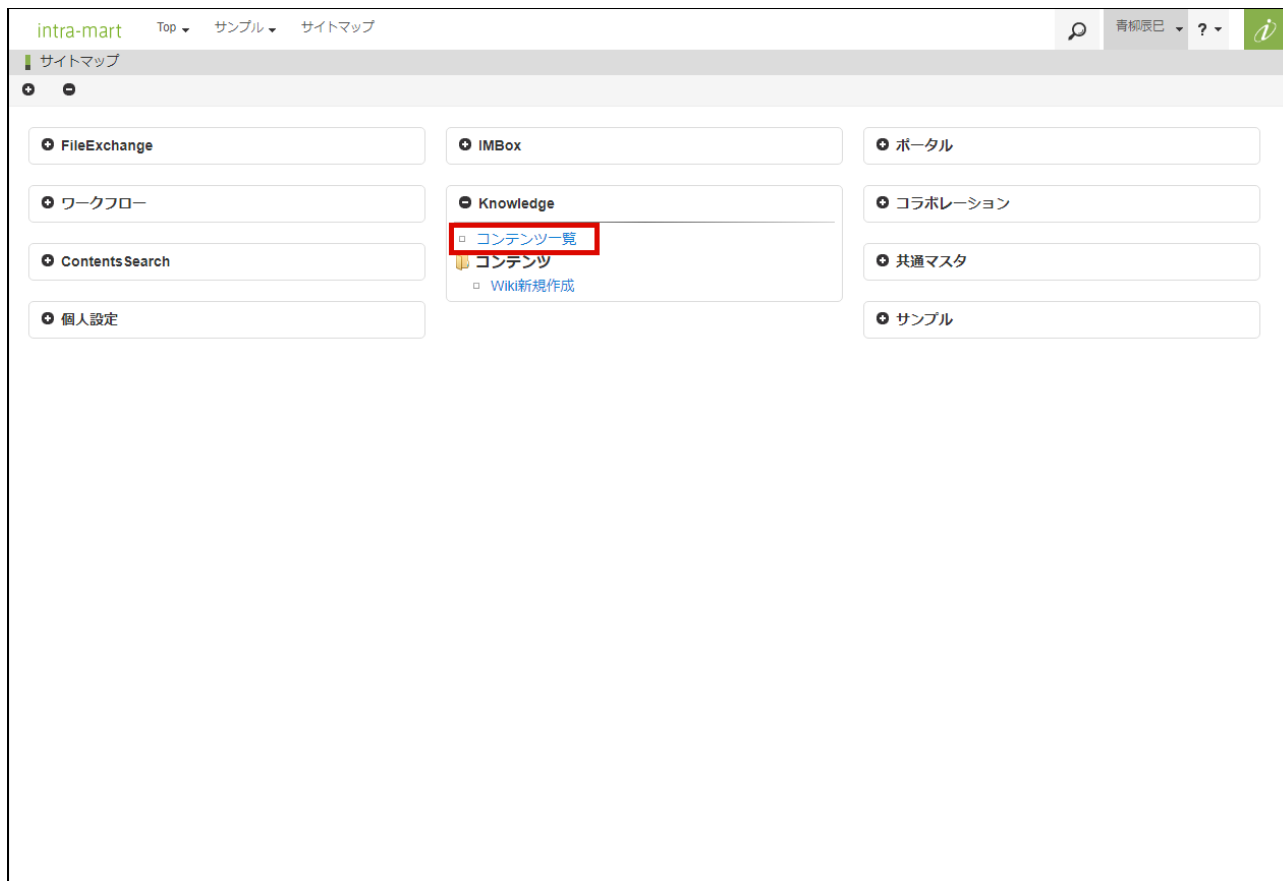 intra-mart Top サンプル サイトマップ 青柳辰巳 ?
サイトマップ
FileExchange
IMBox
ポータル
ワークフロー
Knowledge
コラボレーション
コンテンツ一覧
ContentsSearch
コンテンツ
共通マスタ
Wiki新規作成
個人設定
サンプル